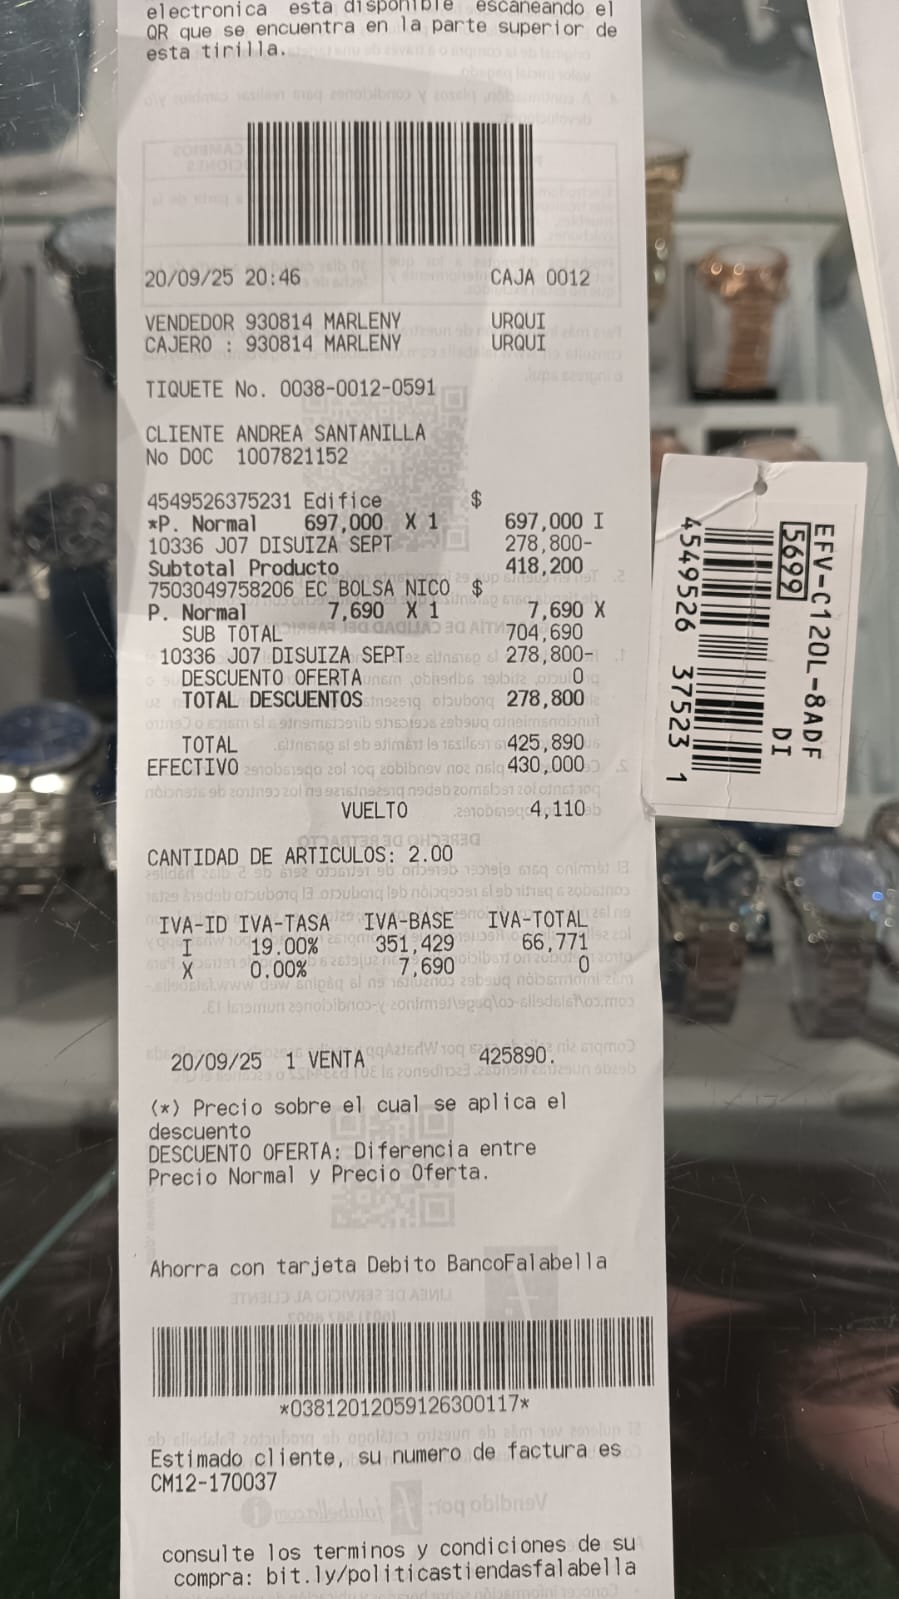 electronica esta disponible escaneando el
QR que se encuentra en la parte superior de
esta tirilla.
20/09/25 20:46 CAJA 0012
VENDEDOR 930814 MARLENY URQUI
CAJERO : 930814 MARLENY URQUI
TIQUETE No. 0038-0012-0591
CLIENTE ANDREA SANTANILLA
No DOC 1007821152
4549526375231 Edifice $
*P. Normal 697,000 X 1 697,000 I
10336 J07 DISUIZA SEPT 278,800-
Subtotal Producto 418,200
7503049758206 EC BOLSA NICO $
P. Normal 7,690 X 1 7,690 X
SUB TOTAL 704,690
10336 J07 DISUIZA SEPT 278,800-
DESCUENTO OFERTA 0
TOTAL DESCUENTOS 278,800
TOTAL 425,890
EFECTIVO 430,000
VUELTO 4,110
CANTIDAD DE ARTICULOS: 2.00
IVA-ID IVA-TASA IVA-BASE IVA-TOTAL
I 19.00% 351,429 66,771
X 0.00% 7,690 0
20/09/25 1 VENTA 425890.
(*) Precio sobre el cual se aplica el
descuento
DESCUENTO OFERTA: Diferencia entre
Precio Normal y Precio Oferta.
Ahorra con tarjeta Debito BancoFalabella
*03812012059126300117*
Estimado cliente, su numero de factura es
CM12-170037
consulte los terminos y condiciones de su
compra: bit.ly/politicastiendasfalabella
EFV-C120L-8ADF
5699 DI
4549526 37523 1